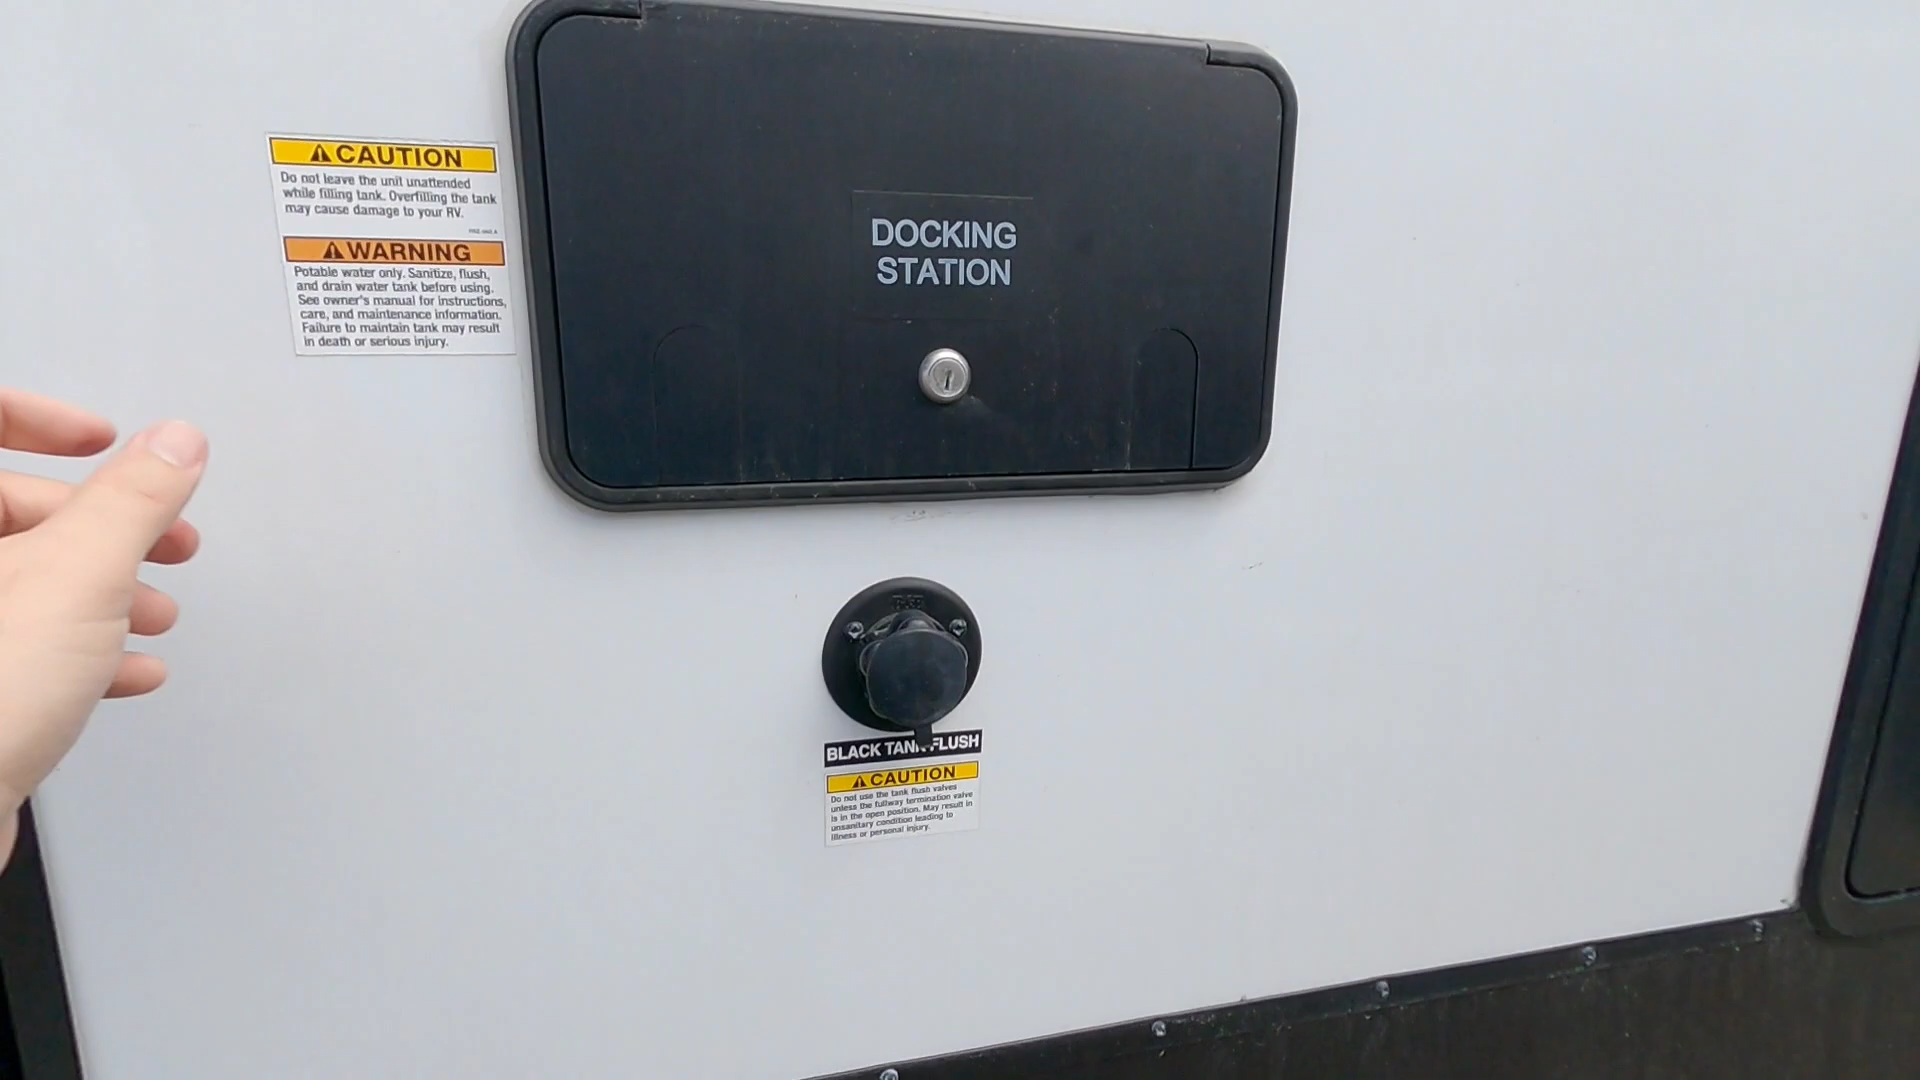 CAUTION
Do not leave the unit unattended
while filling tank. Overfilling the tank
may cause damage to your RV.
WARNING
Potable water only. Sanitize, flush,
and drain water tank before using.
See owner's manual for instructions,
care, and maintenance information.
Failure to maintain tank may result
in death or serious injury.
DOCKING
STATION
BLACK TANK FLUSH
CAUTION
Do not use the tank flush valves
unless the fullway termination valve
is in the open position. May result in
unsanitary condition leading to
illness or personal injury.